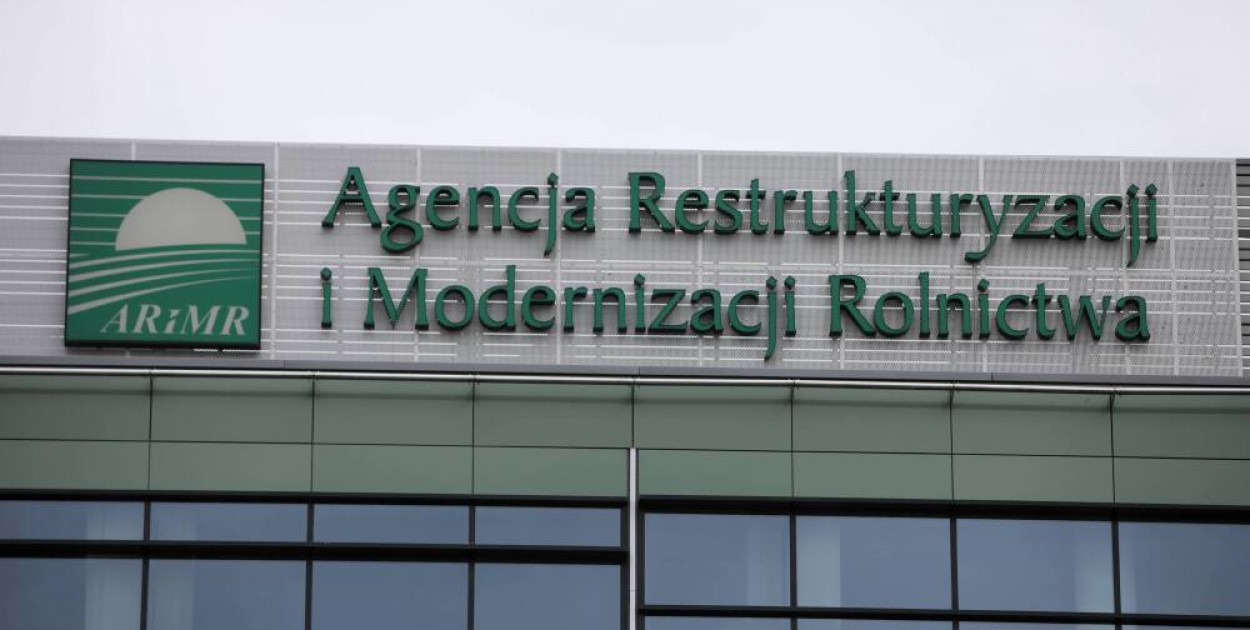 Agencja Restrukturyzacji
i Modernizacji Rolnictwa
ARiMR